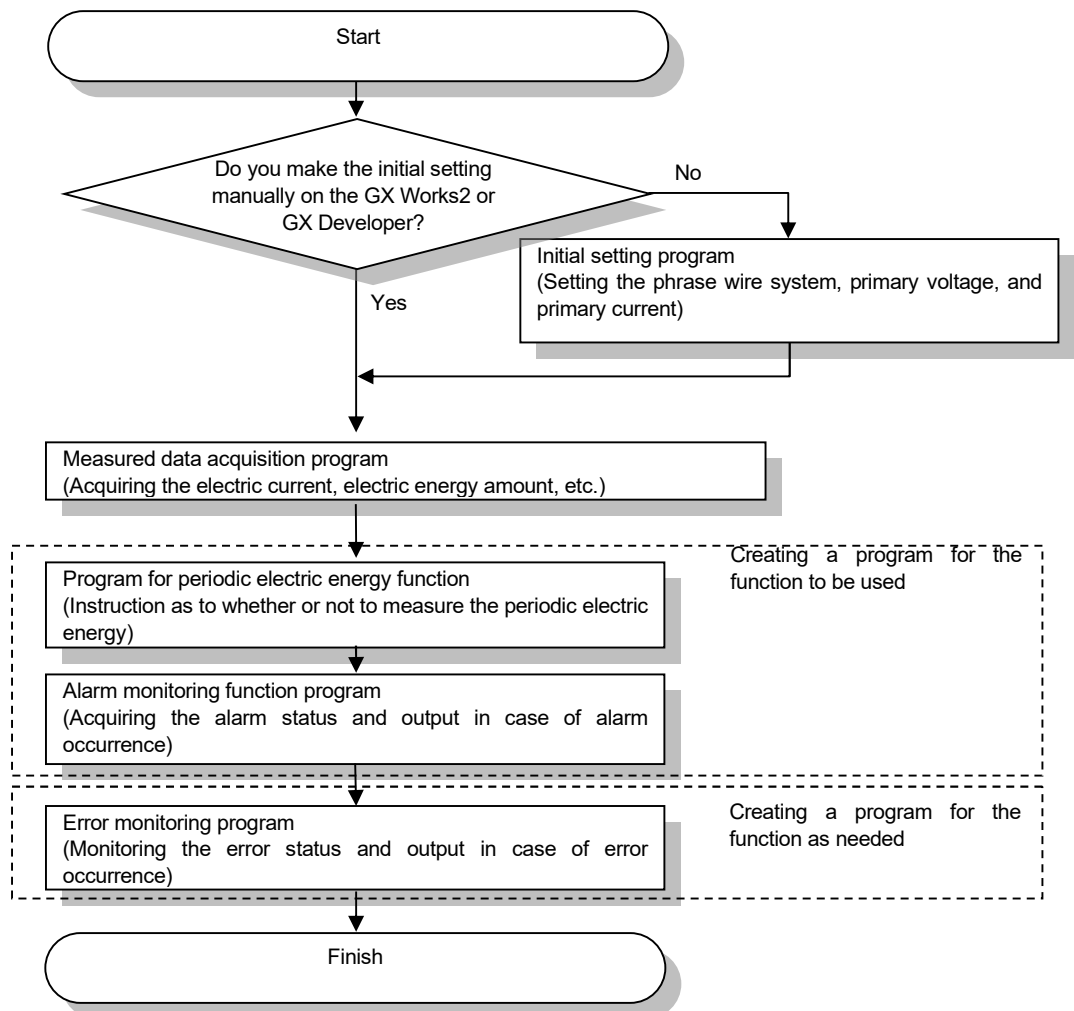 Start
Do you make the initial setting
manually on the GX Works2 or
GX Developer?
No
Initial setting program
(Setting the phrase wire system, primary voltage, and
primary current)
Yes
Measured data acquisition program
(Acquiring the electric current, electric energy amount, etc.)
Creating a program for the
function to be used
Program for periodic electric energy function
(Instruction as to whether or not to measure the periodic electric
energy)
Alarm monitoring function program
(Acquiring the alarm status and output in case of alarm
occurrence)
Creating a program for the
function as needed
Error monitoring program
(Monitoring the error status and output in case of error
occurrence)
Finish